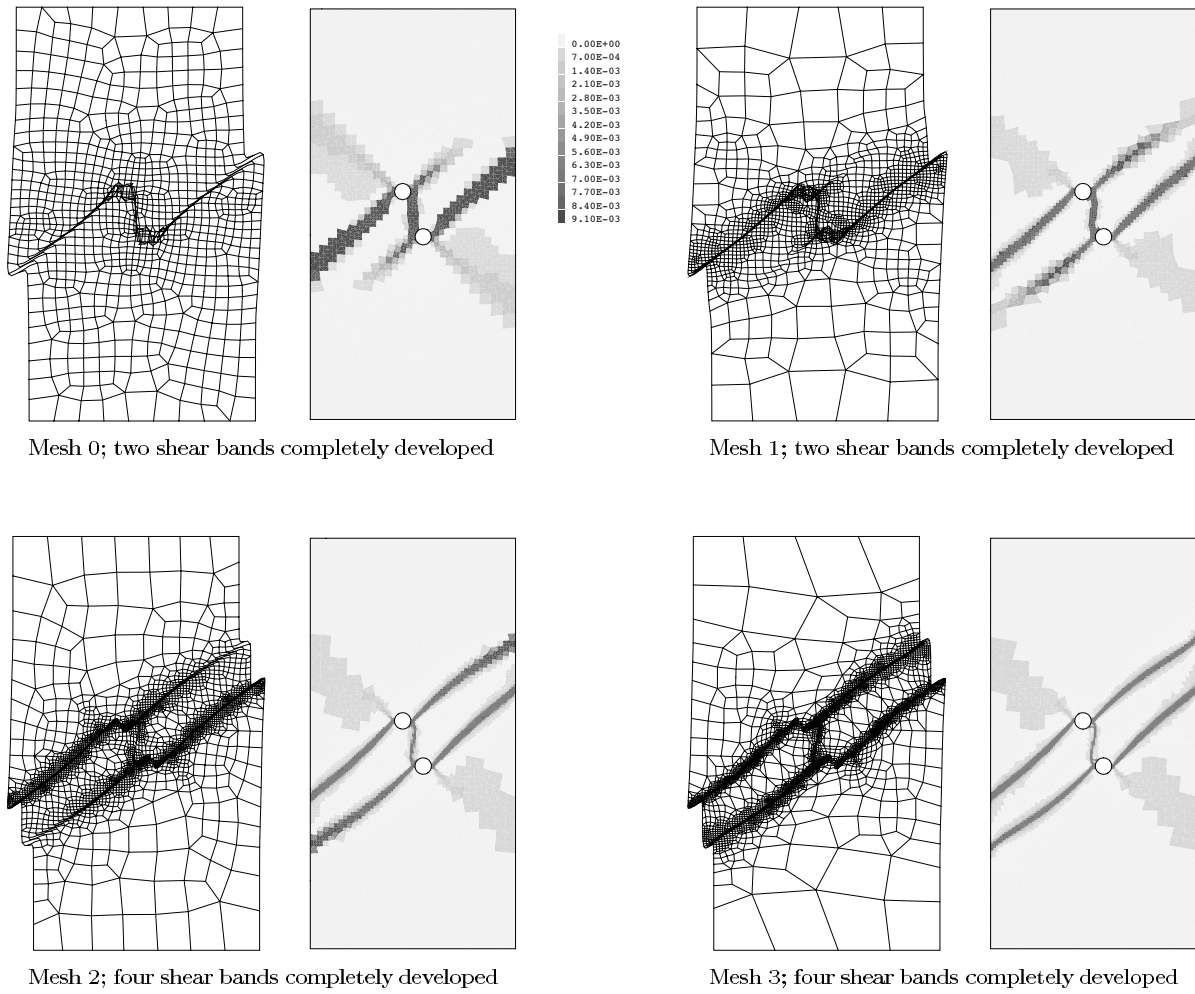 0.00E+00
7.00E-04
1.40E-03
2.10E-03
2.80E-03
3.50E-03
4.20E-03
4.90E-03
5.60E-03
6.30E-03
7.00E-03
7.70E-03
8.40E-03
9.10E-03
Mesh 0; two shear bands completely developed
Mesh 1; two shear bands completely developed
Mesh 2; four shear bands completely developed
Mesh 3; four shear bands completely developed